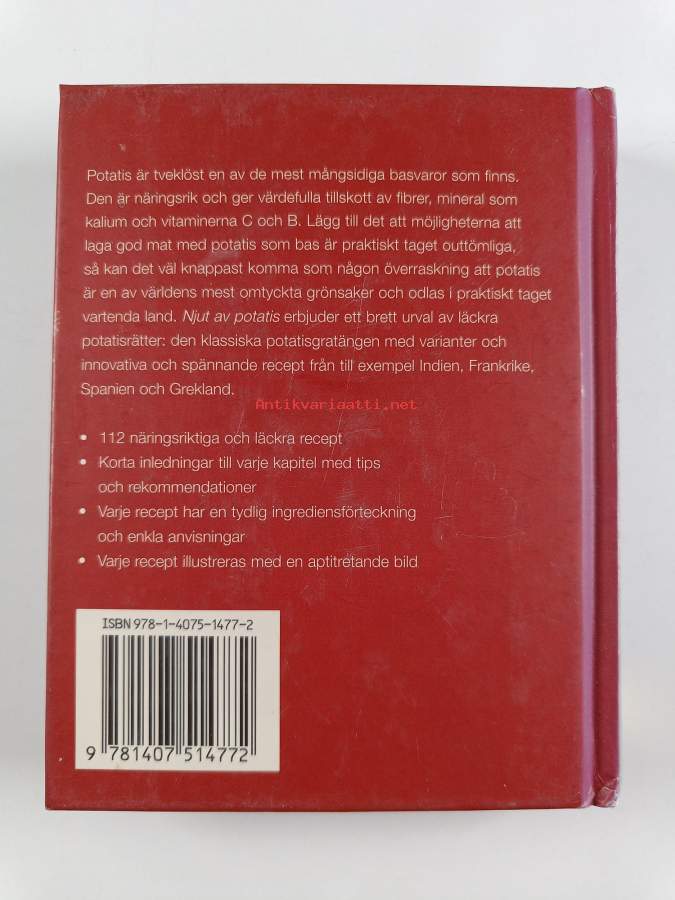 Potatis är tveklöst en av de mest mångsidiga basvaror som finns.
Den är näringsrik och ger värdefulla tillskott av fibrer, mineral som
kalium och vitaminerna C och B. Lägg till det att möjligheterna att
laga god mat med potatis som bas är praktiskt taget outtömliga,
så kan det väl knappast komma som någon överraskning att potatis
är en av världens mest omtyckta grönsaker och odlas i praktiskt taget
vartenda land. Njut av potatis erbjuder ett brett urval av läckra
potatisrätter: den klassiska potatisgratängen med varianter och
innovativa och spännande recept från till exempel Indien, Frankrike,
Spanien och Grekland.
Antikvariaatti.net
• 112 näringsriktiga och läckra recept
• Korta inledningar till varje kapitel med tips
och rekommendationer
• Varje recept har en tydlig ingrediensförteckning
och enkla anvisningar
• Varje recept illustreras med en aptitretande bild
ISBN 978-1-4075-1477-2
9 781407 514772